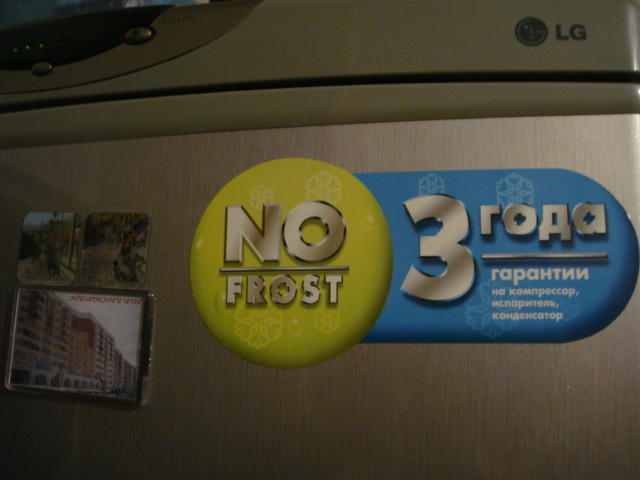 LG
NO
FROST
3 года
гарантии
на компрессор,
испаритель,
конденсатор